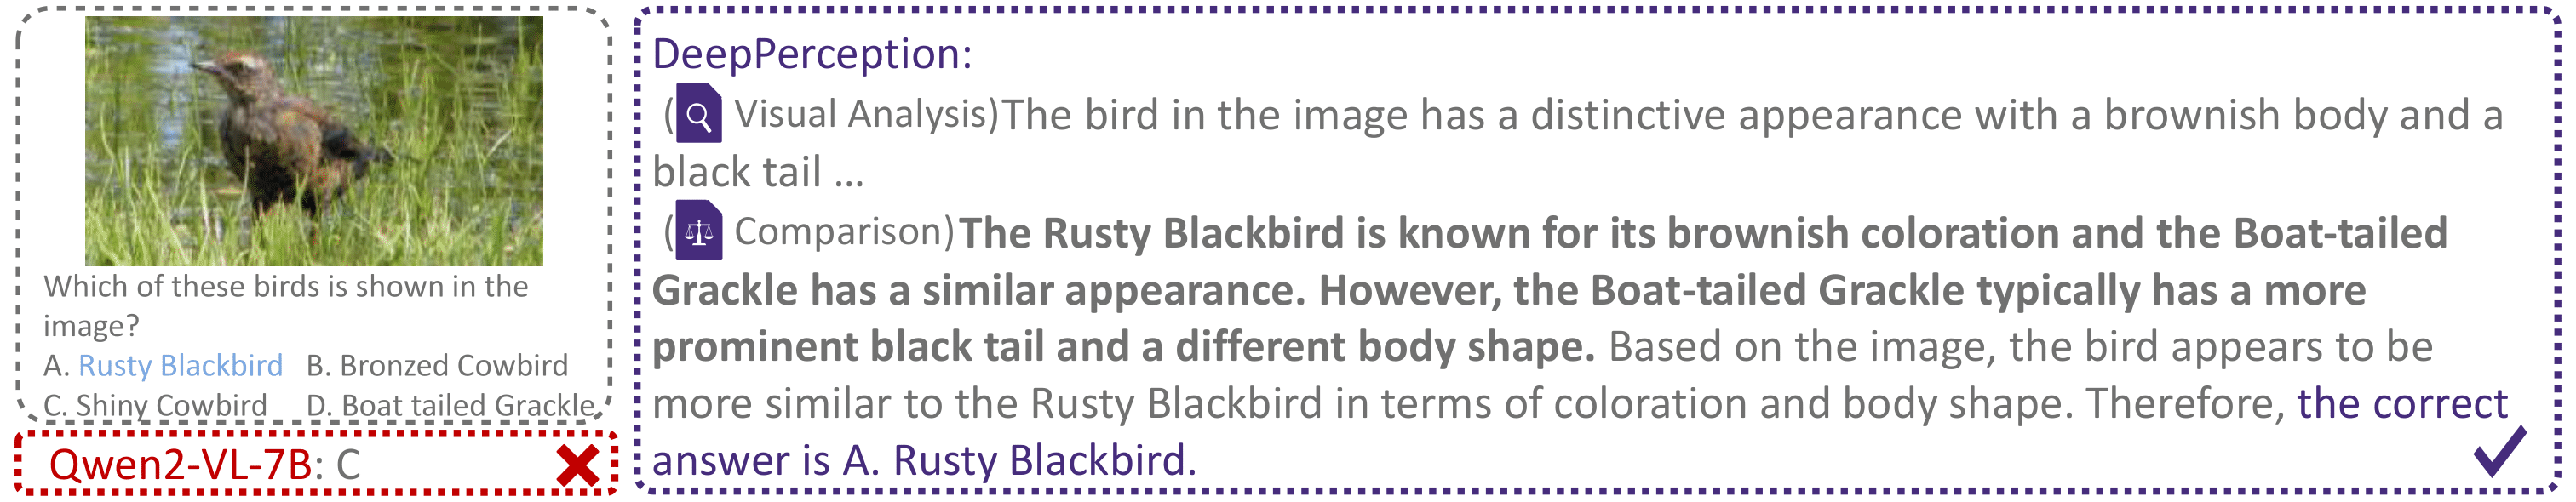 Which of these birds is shown in the
image?
A. Rusty Blackbird B. Bronzed Cowbird
C. Shiny Cowbird D. Boat tailed Grackle
Qwen2-VL-7B: C
DeepPerception:
( Visual Analysis)The bird in the image has a distinctive appearance with a brownish body and a
black tail ...
( Comparison)The Rusty Blackbird is known for its brownish coloration and the Boat-tailed
Grackle has a similar appearance. However, the Boat-tailed Grackle typically has a more
prominent black tail and a different body shape. Based on the image, the bird appears to be
more similar to the Rusty Blackbird in terms of coloration and body shape. Therefore, the correct
answer is A. Rusty Blackbird.